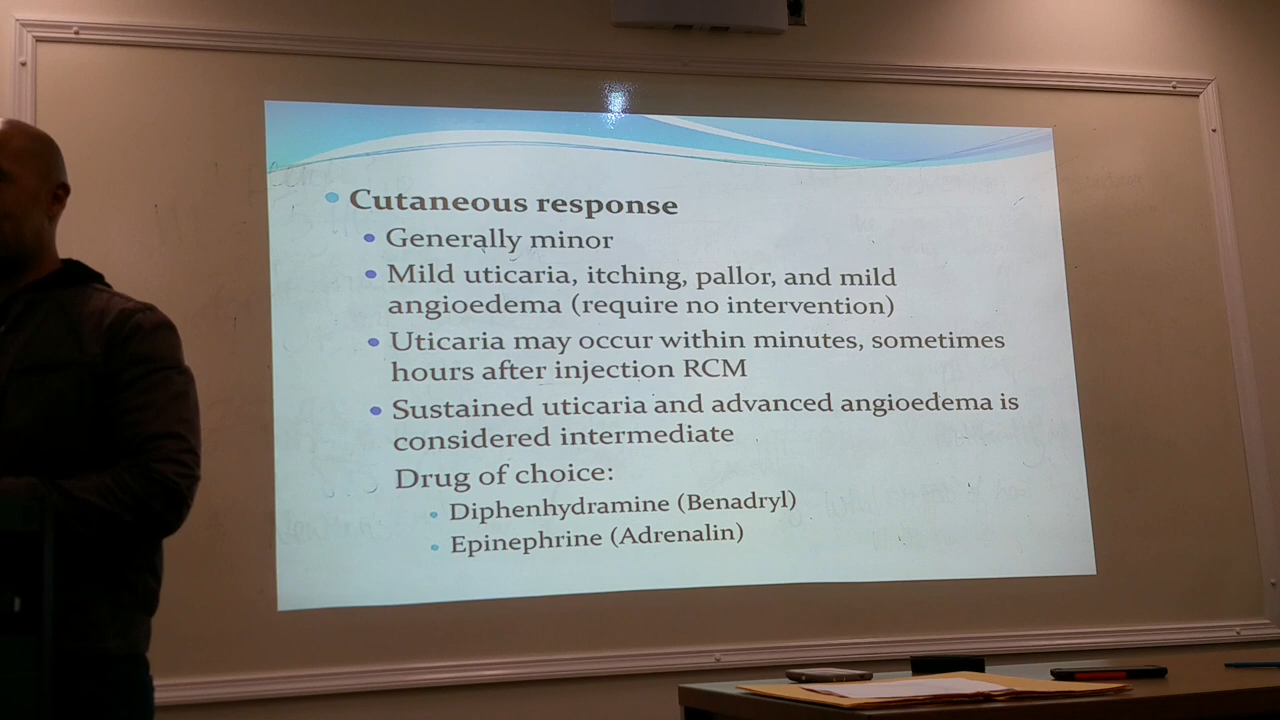 Cutaneous response
Generally minor
Mild uticaria, itching, pallor, and mild
angioedema (require no intervention)
Uticaria may occur within minutes, sometimes
hours after injection RCM
Sustained uticaria and advanced angioedema is
considered intermediate
Drug of choice:
Diphenhydramine (Benadryl)
Epinephrine (Adrenalin)